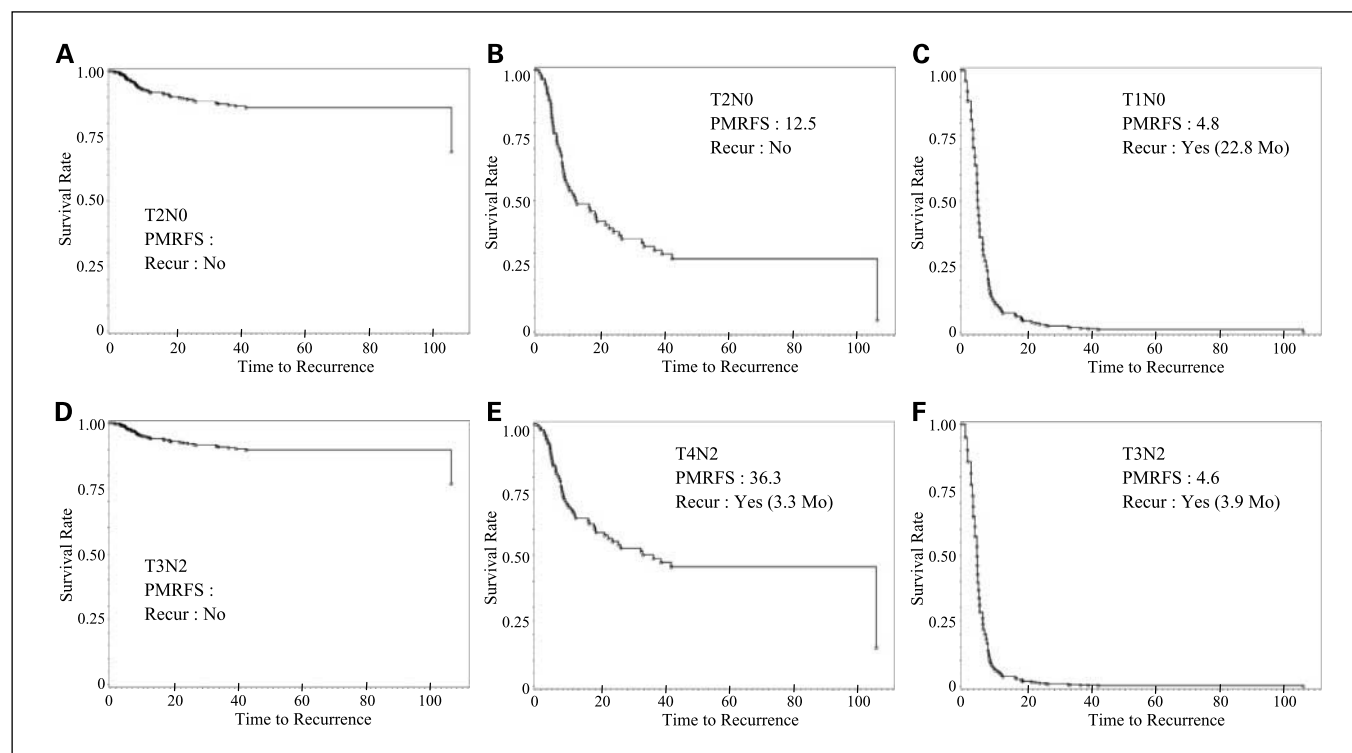 A
1.00
0.75
0.50
0.25
0
Survival Rate
T2N0
PMRFS :
Recur : No
0 20 40 60 80 100
Time to Recurrence
B
1.00
0.75
0.50
0.25
0
Survival Rate
T2N0
PMRFS : 12.5
Recur : No
0 20 40 60 80 100
Time to Recurrence
C
1.00
0.75
0.50
0.25
0
Survival Rate
T1N0
PMRFS : 4.8
Recur : Yes (22.8 Mo)
0 20 40 60 80 100
Time to Recurrence
D
1.00
0.75
0.50
0.25
0
Survival Rate
T3N2
PMRFS :
Recur : No
0 20 40 60 80 100
Time to Recurrence
E
1.00
0.75
0.50
0.25
0
Survival Rate
T4N2
PMRFS : 36.3
Recur : Yes (3.3 Mo)
0 20 40 60 80 100
Time to Recurrence
F
1.00
0.75
0.50
0.25
0
Survival Rate
T3N2
PMRFS : 4.6
Recur : Yes (3.9 Mo)
0 20 40 60 80 100
Time to Recurrence